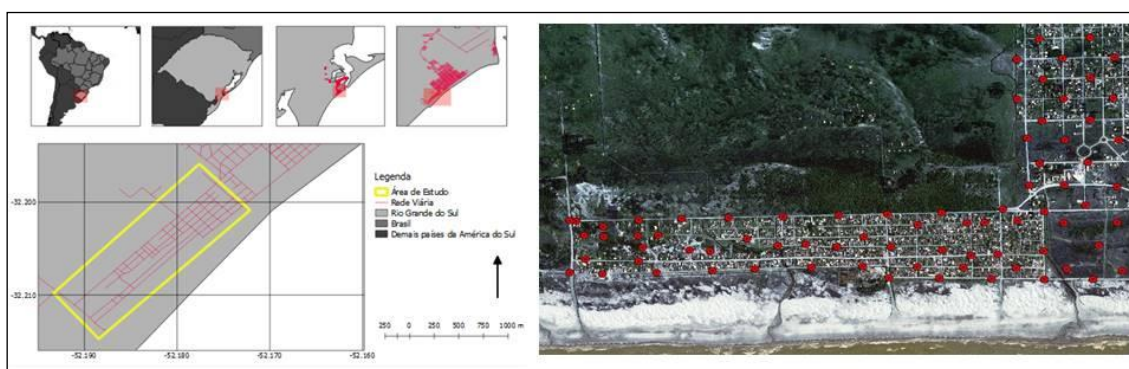 Legenda
Área de Estudo
Rede Viária
Rio Grande do Sul
Brasil
Demais países da América do Sul
-32.200
-32.210
-52.190
-52.180
-52.170
-52.160
250 0 250 500 750 1000 m